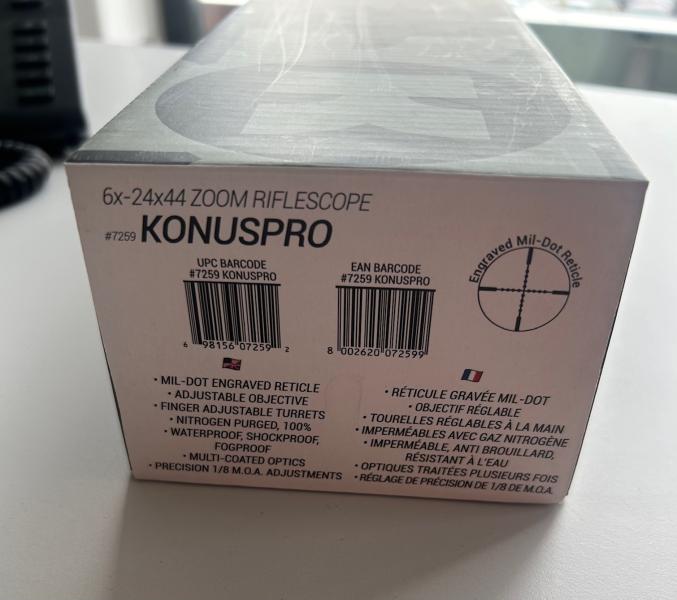 6x-24x44 ZOOM RIFLESCOPE
#7259 KONUSPRO
UPC BARCODE
#7259 KONUSPRO
6 98156 07259 2
EAN BARCODE
#7259 KONUSPRO
8 002620 072599
Engraved Mil-Dot Reticle
• MIL-DOT ENGRAVED RETICLE
• ADJUSTABLE OBJECTIVE
• FINGER ADJUSTABLE TURRETS
• NITROGEN PURGED, 100%
• WATERPROOF, SHOCKPROOF,
FOGPROOF
• MULTI-COATED OPTICS
• PRECISION 1/8 M.O.A. ADJUSTMENTS
• RÉTICULE GRAVÉE MIL-DOT
• OBJECTIF RÉGLABLE
• TOURELLES RÉGLABLES À LA MAIN
• IMPERMÉABLES AVEC GAZ NITROGÈNE
• IMPERMÉABLE, ANTI BROUILLARD,
RÉSISTANT À L'EAU
• OPTIQUES TRAITÉES PLUSIEURS FOIS
• RÉGLAGE DE PRÉCISION DE 1/8 DE M.O.A.